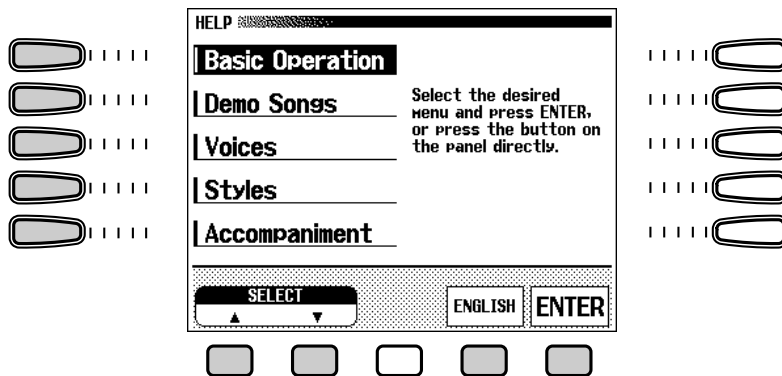 HELP
Basic Operation
Demo Songs
Voices
Styles
Accompaniment
Select the desired
menu and press ENTER,
or press the button on
the panel directly.
SELECT
▲ ▼
ENGLISH
ENTER